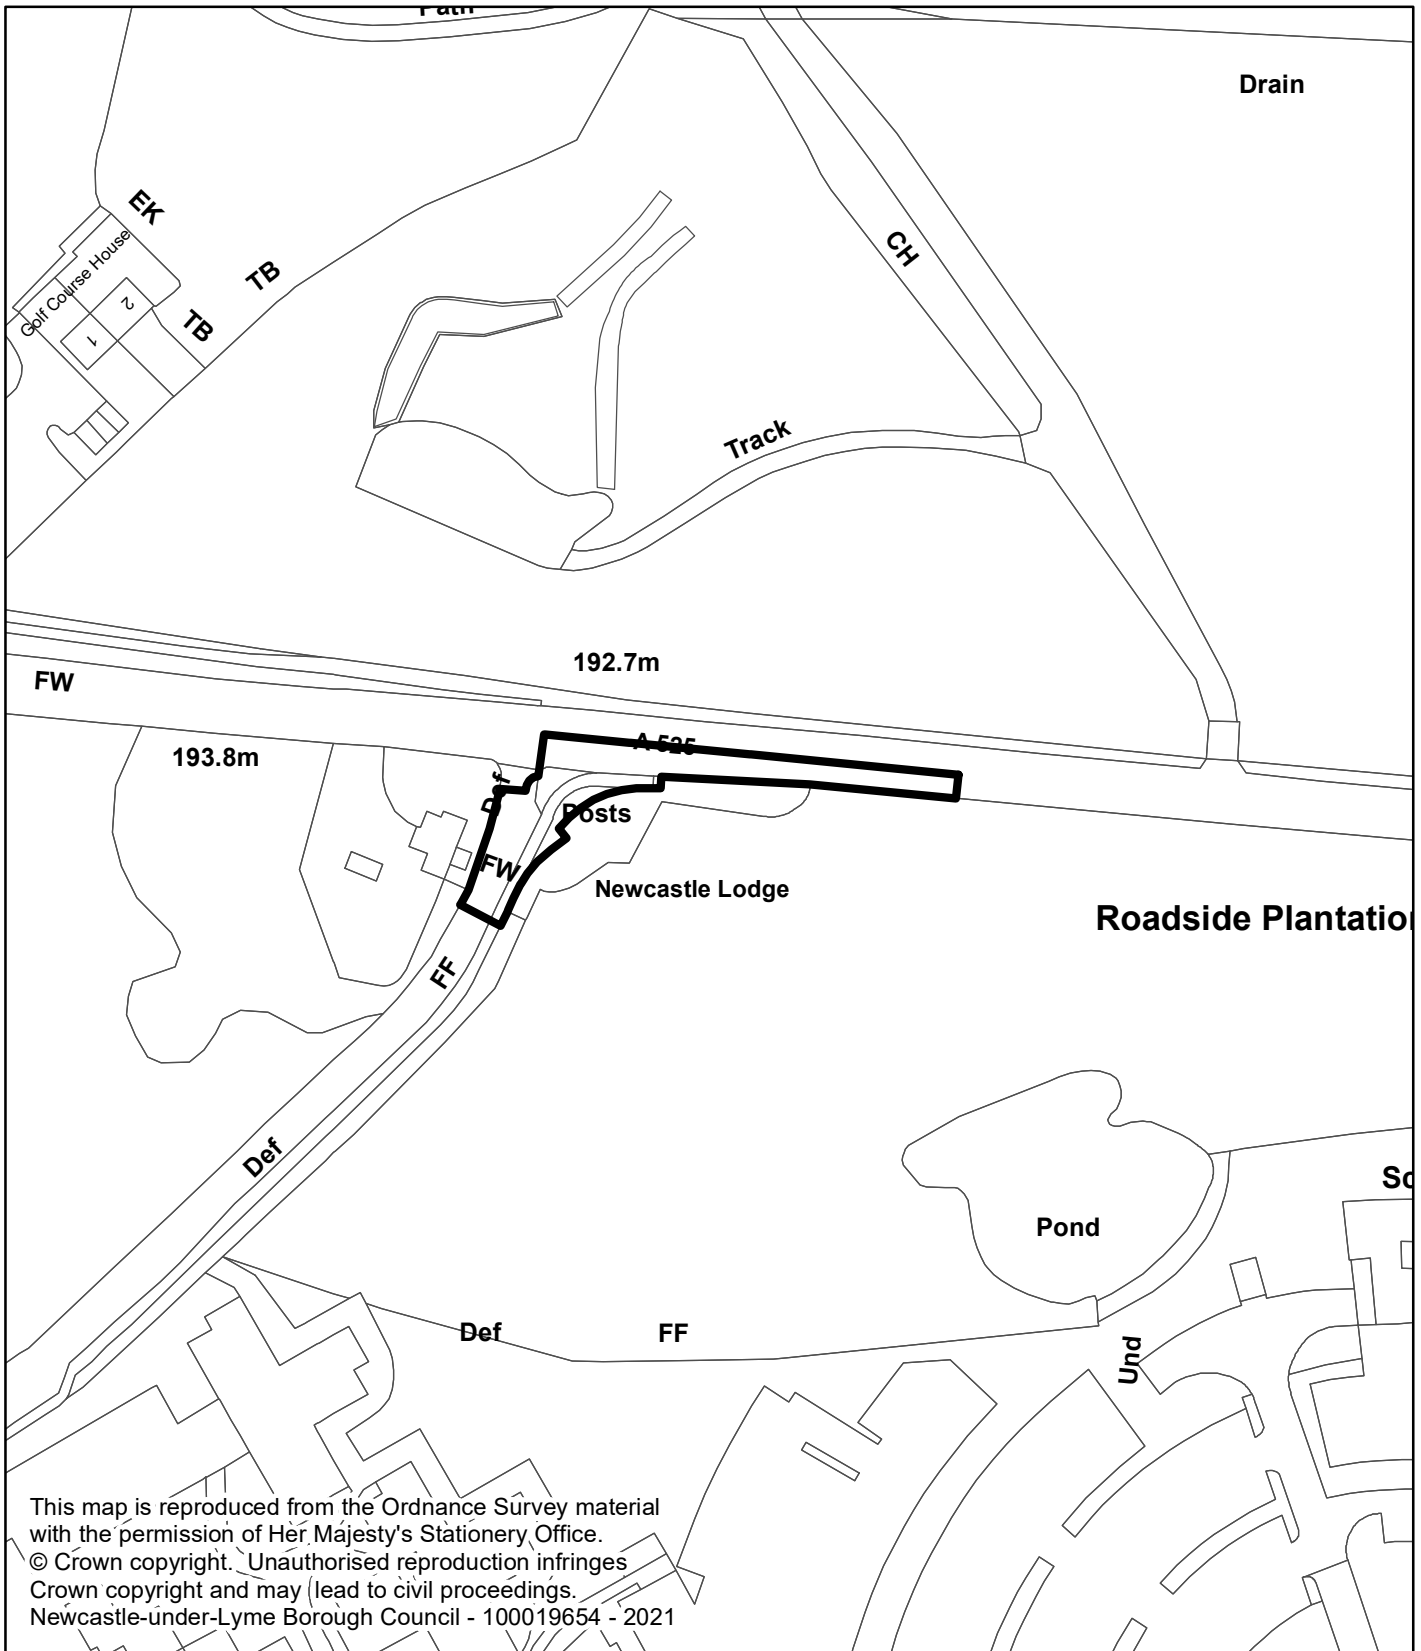 Path
Drain
EK
Golf Course House
TB
CH
2
TB
1
Track
192.7m
FW
A 525
193.8m
Def
Posts
FW
Newcastle Lodge
Roadside Plantation
FF
Def
Sc
Pond
Def
FF
Und
This map is reproduced from the Ordnance Survey material
with the permission of Her Majesty's Stationery Office.
© Crown copyright. Unauthorised reproduction infringes
Crown copyright and may lead to civil proceedings.
Newcastle-under-Lyme Borough Council - 100019654 - 2021